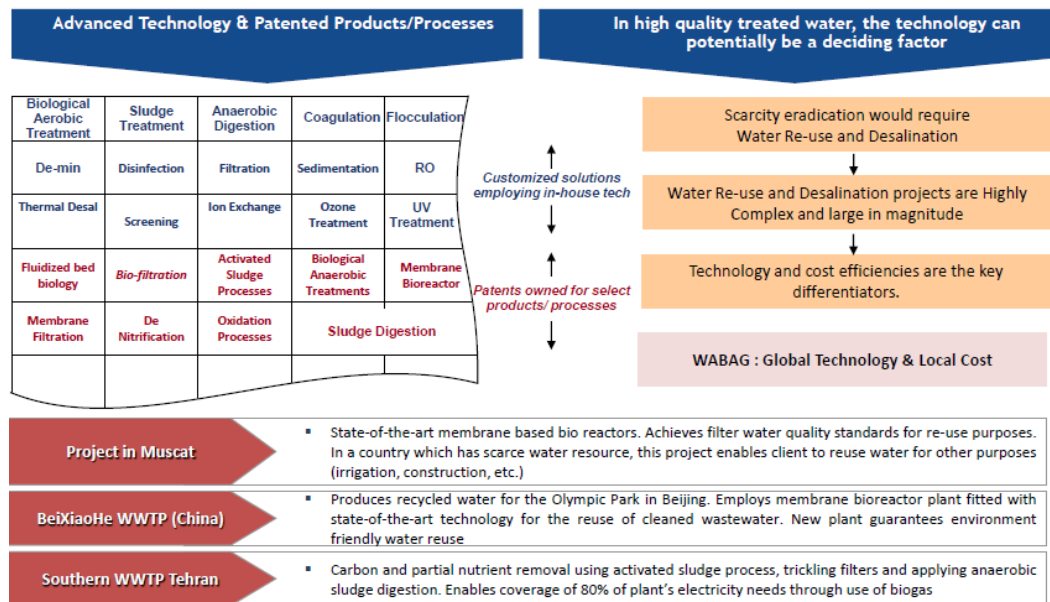 Advanced Technology & Patented Products/Processes
In high quality treated water, the technology can
potentially be a deciding factor
Biological
Aerobic
Treatment
Sludge
Treatment
Anaerobic
Digestion
Coagulation
Flocculation
De-min
Disinfection
Filtration
Sedimentation
RO
Thermal Desal
Screening
Ion Exchange
Ozone
Treatment
UV
Treatment
Fluidized bed
biology
Bio-filtration
Activated
Sludge
Processes
Biological
Anaerobic
Treatments
Membrane
Bioreactor
Membrane
Filtration
De
Nitrification
Oxidation
Processes
Sludge Digestion
Customized solutions
employing in-house tech
Patents owned for select
products/ processes
Scarcity eradication would require
Water Re-use and Desalination
Water Re-use and Desalination projects are Highly
Complex and large in magnitude
Technology and cost efficiencies are the key
differentiators.
WABAG : Global Technology & Local Cost
Project in Muscat
▪ State-of-the-art membrane based bio reactors. Achieves filter water quality standards for re-use purposes.
In a country which has scarce water resource, this project enables client to reuse water for other purposes
(irrigation, construction, etc.)
BeiXiaoHe WWTP (China)
▪ Produces recycled water for the Olympic Park in Beijing. Employs membrane bioreactor plant fitted with
state-of-the-art technology for the reuse of cleaned wastewater. New plant guarantees environment
friendly water reuse
Southern WWTP Tehran
▪ Carbon and partial nutrient removal using activated sludge process, trickling filters and applying anaerobic
sludge digestion. Enables coverage of 80% of plant's electricity needs through use of biogas